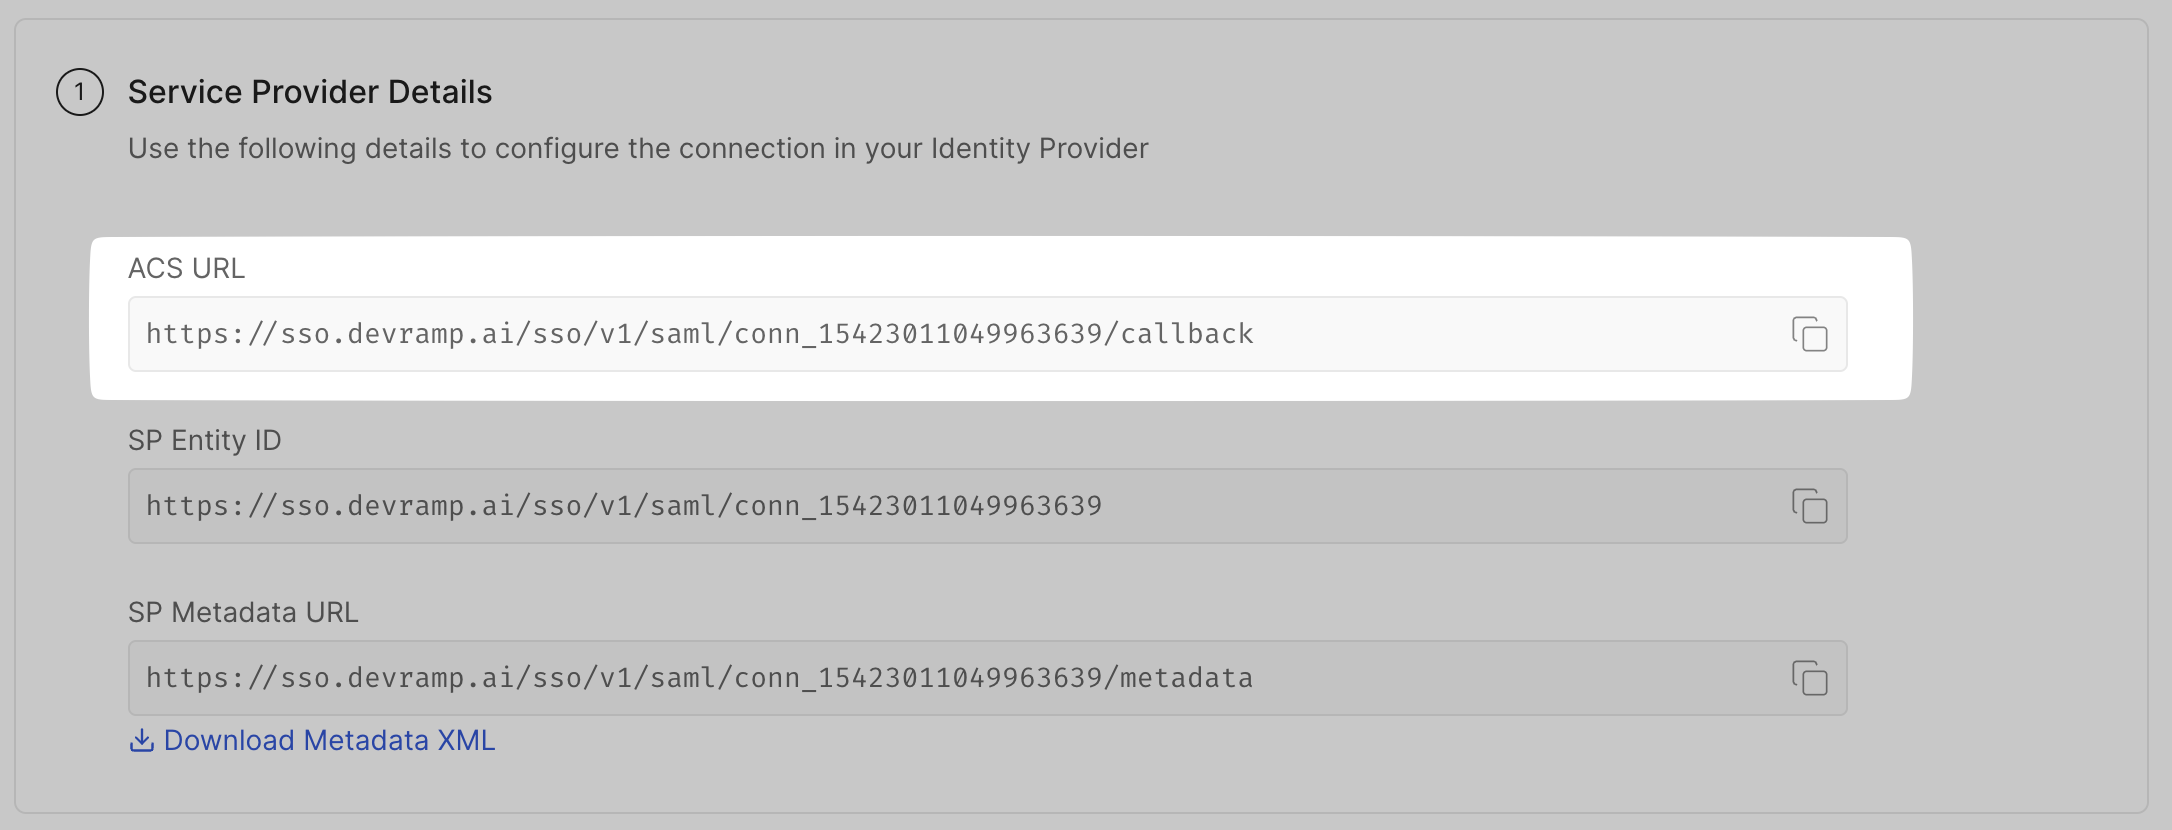 1
Service Provider Details
Use the following details to configure the connection in your Identity Provider
ACS URL
https://sso.devramp.ai/sso/v1/saml/conn_15423011049963639/callback
SP Entity ID
https://sso.devramp.ai/sso/v1/saml/conn_15423011049963639
SP Metadata URL
https://sso.devramp.ai/sso/v1/saml/conn_15423011049963639/metadata
Download Metadata XML